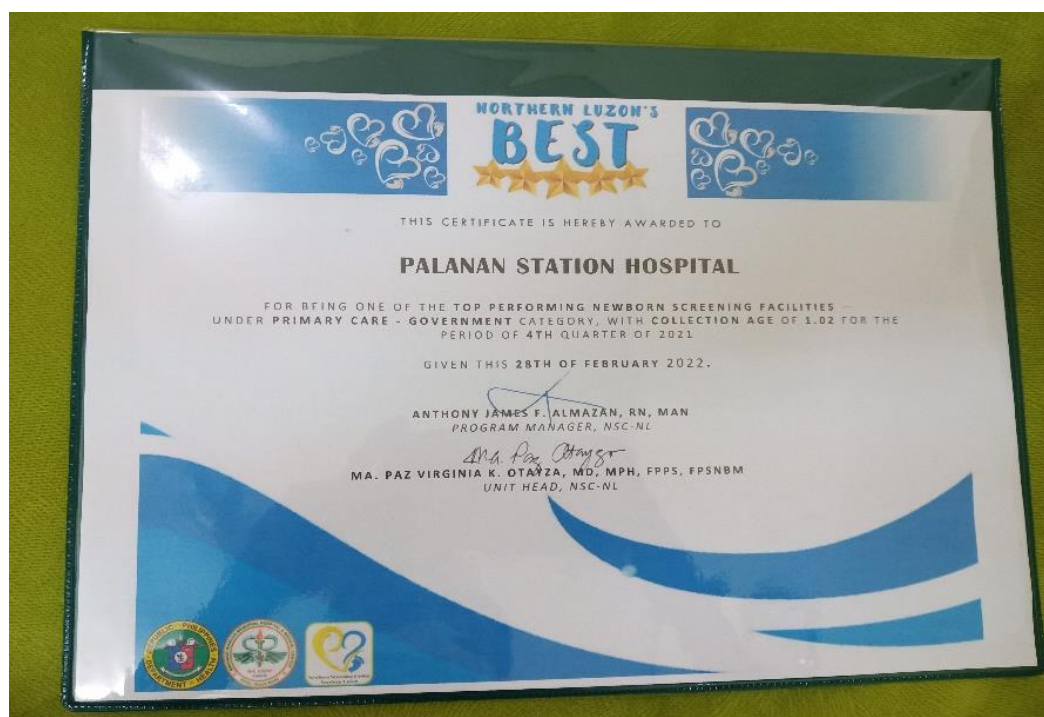 NORTHERN LUZON'S
BEST
THIS CERTIFICATE IS HEREBY AWARDED TO
PALANAN STATION HOSPITAL
FOR BEING ONE OF THE TOP PERFORMING NEWBORN SCREENING FACILITIES
UNDER PRIMARY CARE - GOVERNMENT CATEGORY, WITH COLLECTION AGE OF 1.02 FOR THE
PERIOD OF 4TH QUARTER OF 2021
GIVEN THIS 28TH OF FEBRUARY 2022.
ANTHONY JAMES F. ALMAZAN, RN, MAN
PROGRAM MANAGER, NSC-NL
Ma. Paz Otayza
MA. PAZ VIRGINIA K. OTAYZA, MD, MPH, FPPS, FPSNBM
UNIT HEAD, NSC-NL